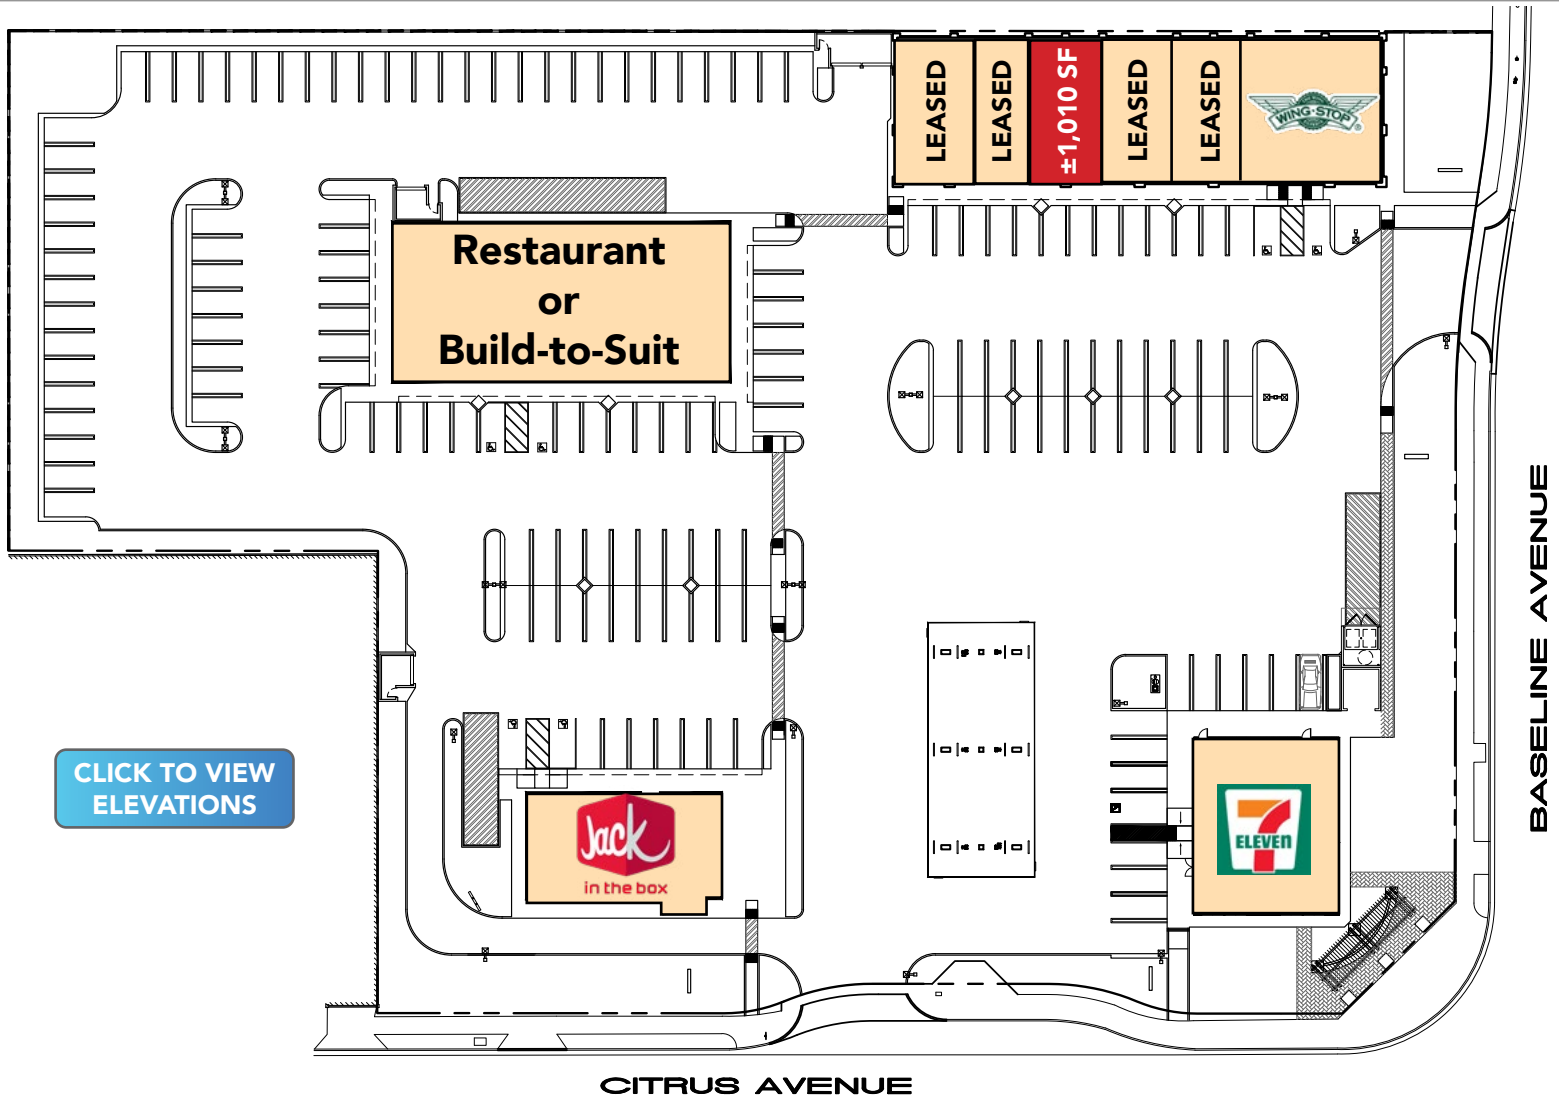 LEASED
LEASED
±1,010 SF
LEASED
LEASED
WING·STOP
Restaurant
or
Build-to-Suit
BASELINE AVENUE
CLICK TO VIEW
ELEVATIONS
Jack
in the box
7
ELEVEN
CITRUS AVENUE